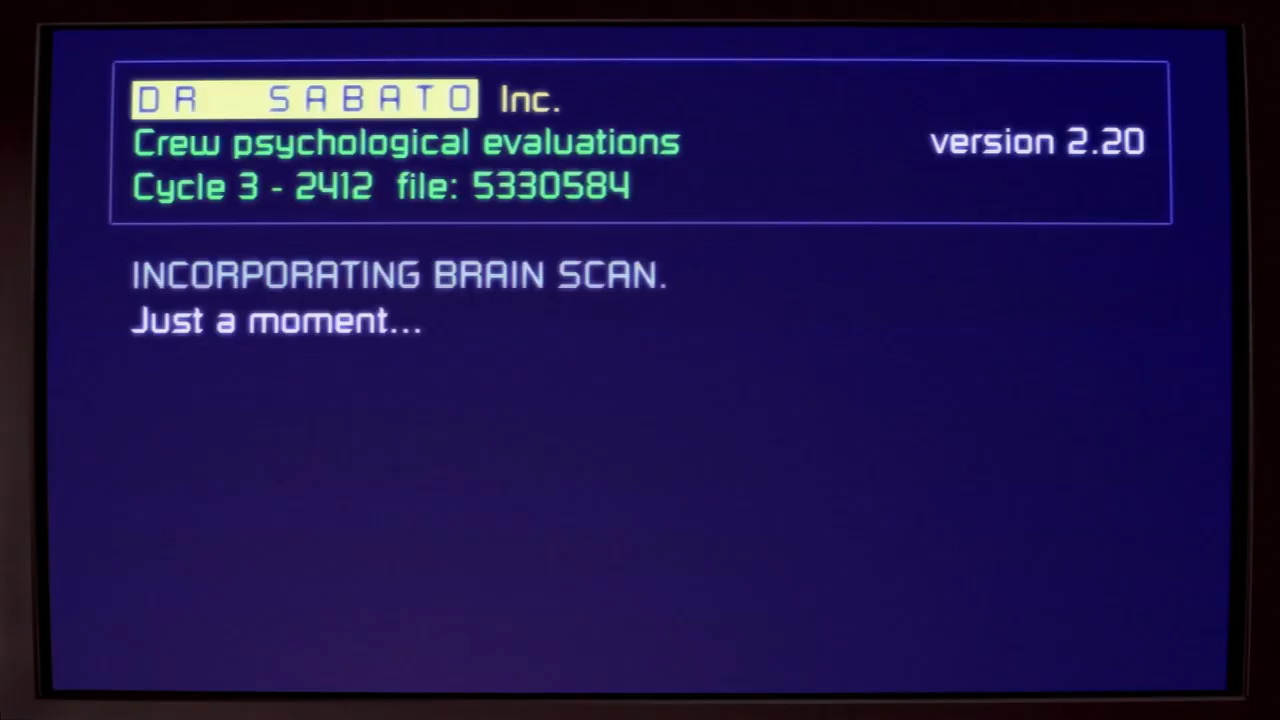 DR SABATO Inc.
Crew psychological evaluations version 2.20
Cycle 3 - 2412 file: 5330584
INCORPORATING BRAIN SCAN.
Just a moment...